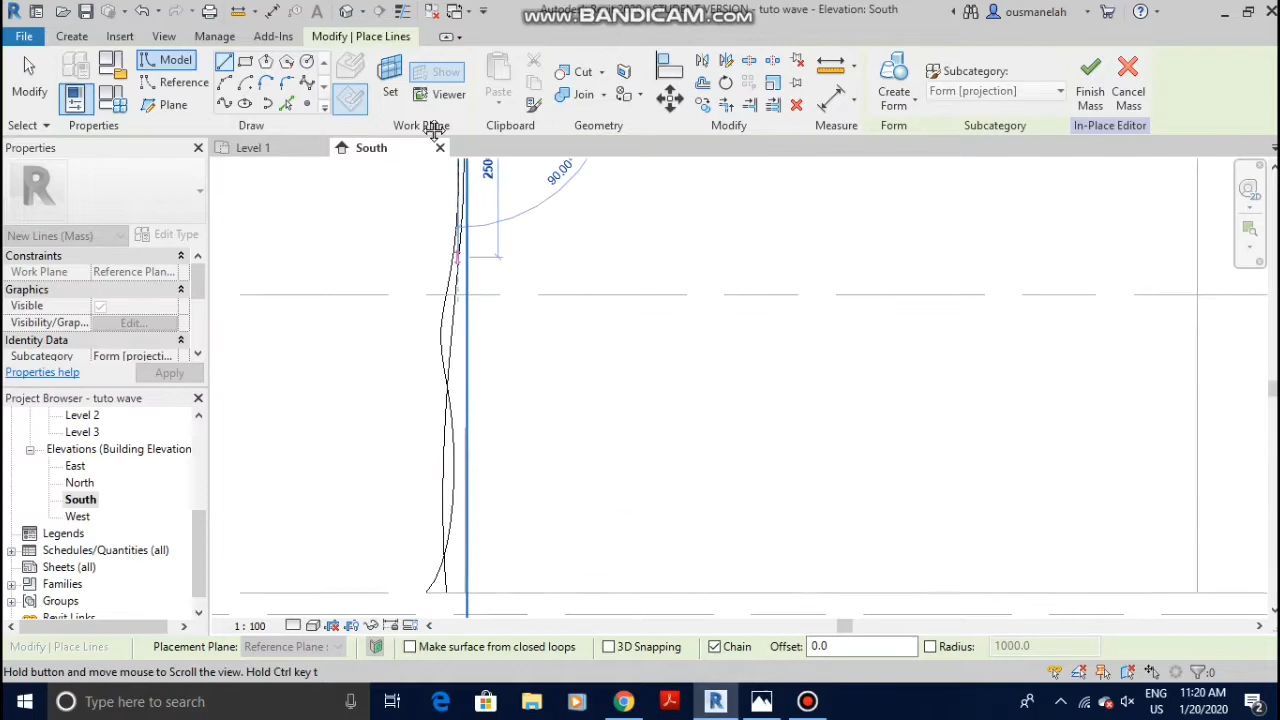 www.BANDICAM.com
2020 - tuto wave - Elevation: South
ousmanelah
File
Create
Insert
View
Manage
Add-Ins
Modify | Place Lines
Modify
Model
Reference
Plane
Set
Show
Viewer
Paste
Cut
Join
Create
Form
Subcategory:
Form [projection]
Finish
Mass
Cancel
Mass
Select
Properties
Draw
Work Plane
Clipboard
Geometry
Modify
Measure
Form
Subcategory
In-Place Editor
Properties
Level 1
South
R
New Lines (Mass)
Edit Type
Constraints
Work Plane
Reference Plan...
Graphics
Visible
Visibility/Grap...
Edit...
Identity Data
Subcategory
Form [projecti...
Properties help
Apply
250
90.00°
2D
Project Browser - tuto wave
Level 2
Level 3
Elevations (Building Elevation
East
North
South
West
Legends
Schedules/Quantities (all)
Sheets (all)
Families
Groups
Revit Links
1 : 100
Modify | Place Lines
Placement Plane:
Reference Plane :
Make surface from closed loops
3D Snapping
Chain
Offset:
0.0
Radius:
1000.0
Hold button and move mouse to Scroll the view. Hold Ctrl key t
:0
Type here to search
R
ENG
US
11:20 AM
1/20/2020
2